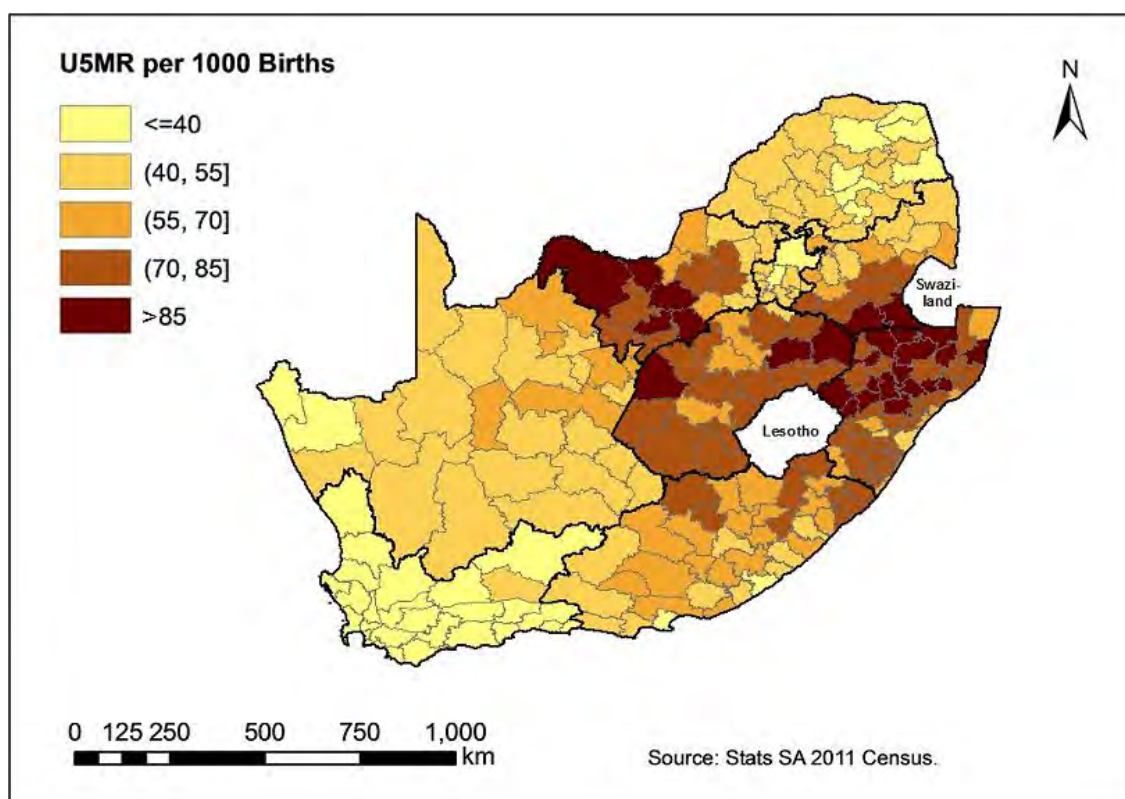 U5MR per 1000 Births
<=40
(40, 55]
(55, 70]
(70, 85]
>85
N
Swazi-
land
Lesotho
0 125 250 500 750 1,000
km
Source: Stats SA 2011 Census.